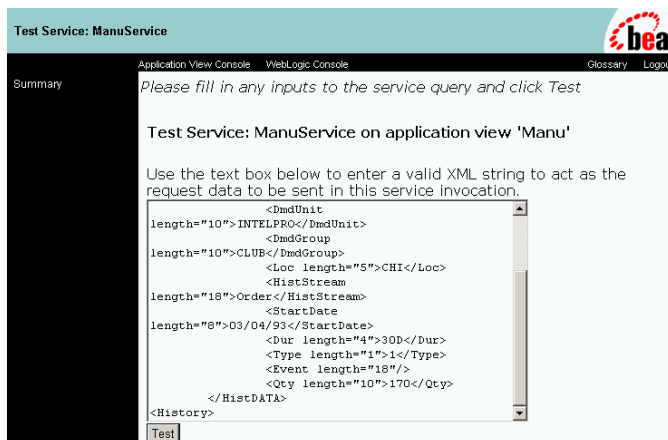 Test Service: ManuService
bea
Application View Console WebLogic Console Glossary Logout
Summary
Please fill in any inputs to the service query and click Test
Test Service: ManuService on application view 'Manu'
Use the text box below to enter a valid XML string to act as the
request data to be sent in this service invocation.
<DmdUnit
length="10">INTELPRO</DmdUnit>
<DmdGroup
length="10">CLUB</DmdGroup>
<Loc length="5">CHI</Loc>
<HistStream
length="18">Order</HistStream>
<StartDate
length="8">03/04/93</StartDate>
<Dur length="4">30D</Dur>
<Type length="1">1</Type>
<Event length="18"/>
<Qty length="10">170</Qty>
</HistDATA>
<History>
Test